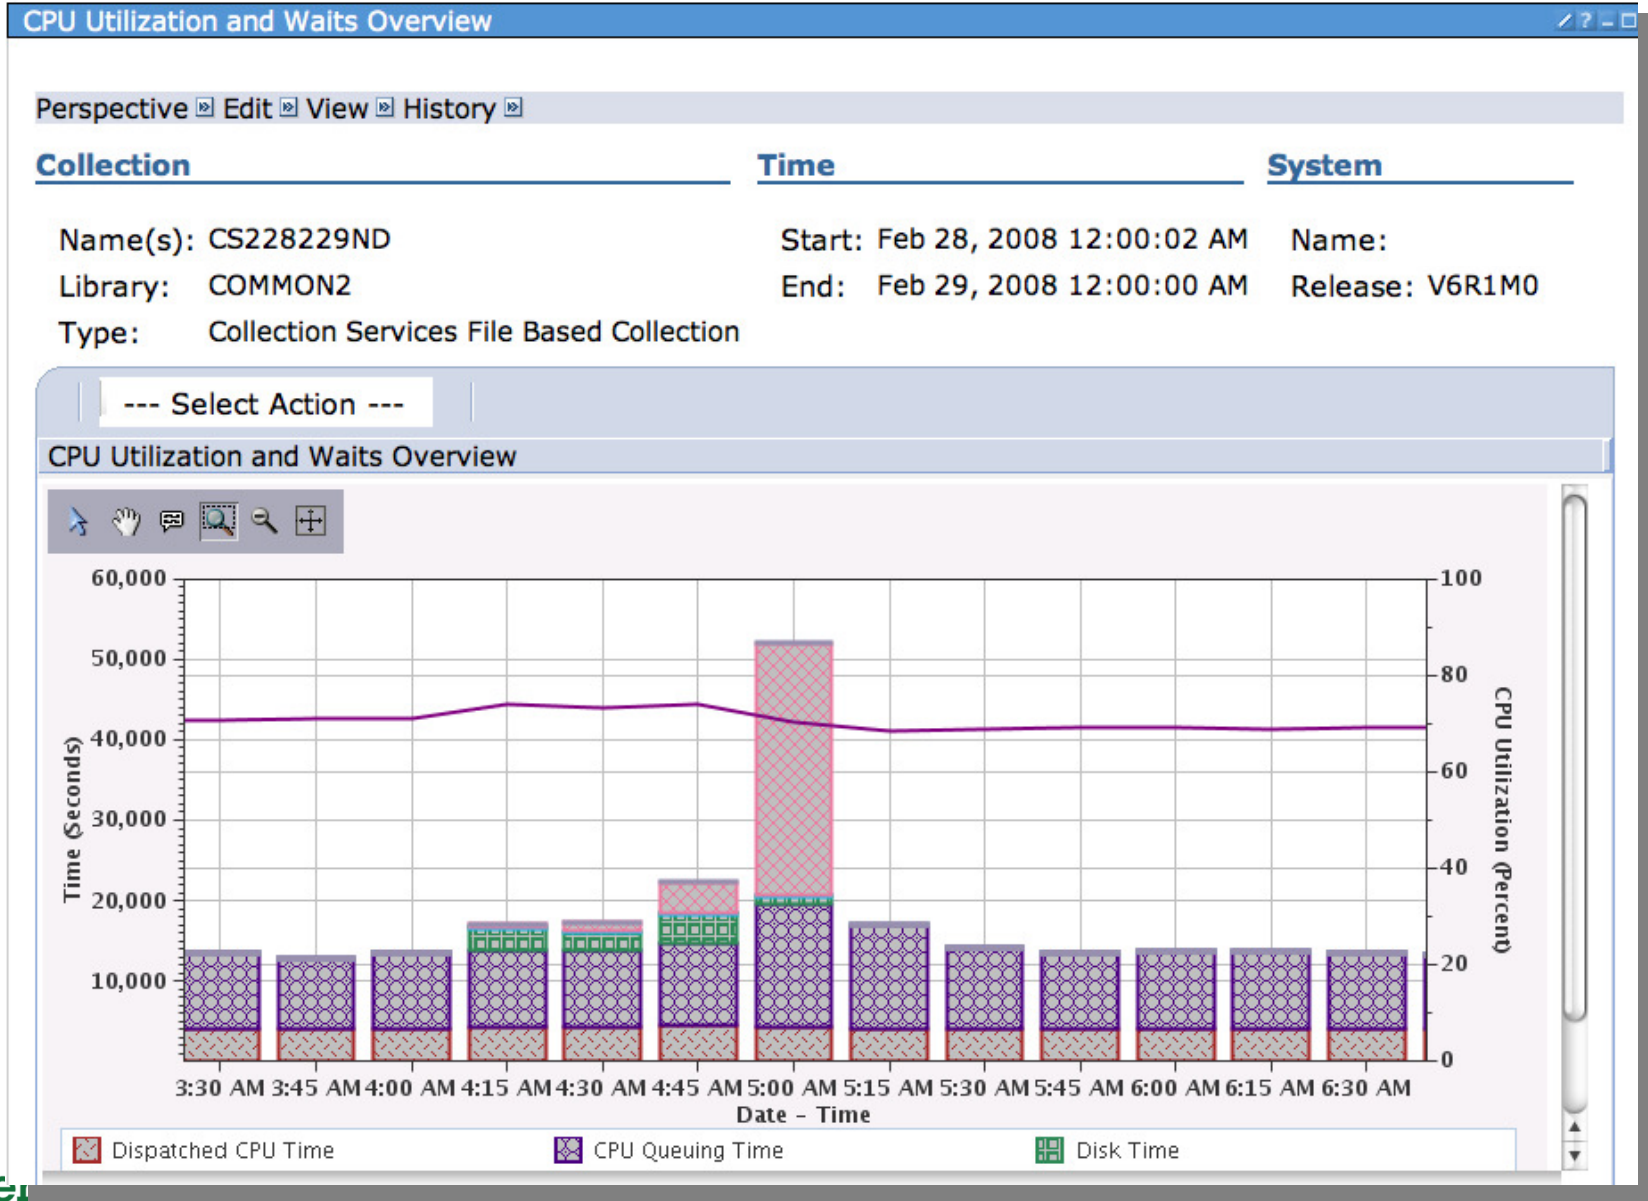 CPU Utilization and Waits Overview
Perspective Edit View History
Collection Time System
Name(s): CS228229ND Start: Feb 28, 2008 12:00:02 AM Name:
Library: COMMON2 End: Feb 29, 2008 12:00:00 AM Release: V6R1M0
Type: Collection Services File Based Collection
--- Select Action ---
CPU Utilization and Waits Overview
60,000
50,000
40,000
30,000
20,000
10,000
Time (Seconds)
100
80
60
40
20
0
CPU Utilization (Percent)
3:30 AM 3:45 AM 4:00 AM 4:15 AM 4:30 AM 4:45 AM 5:00 AM 5:15 AM 5:30 AM 5:45 AM 6:00 AM 6:15 AM 6:30 AM
Date - Time
Dispatched CPU Time CPU Queuing Time Disk Time